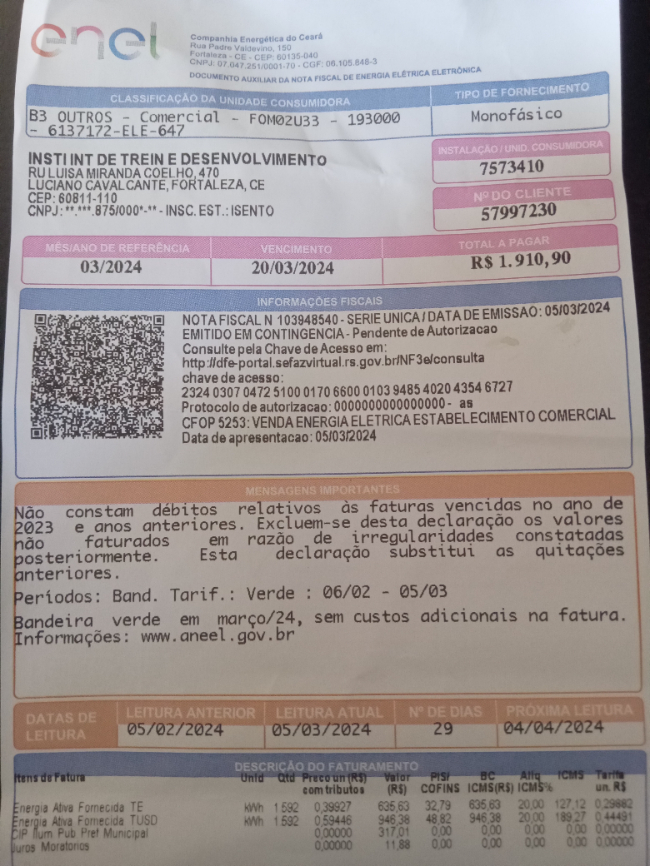 enel
Companhia Energética do Ceará
Rua Padre Valdevino, 150
Fortaleza - CE - CEP: 60135-040
CNPJ: 07.047.251/0001-70 - CGF: 06.105.848-3
DOCUMENTO AUXILIAR DA NOTA FISCAL DE ENERGIA ELÉTRICA ELETRÔNICA
CLASSIFICAÇÃO DA UNIDADE CONSUMIDORA
B3 OUTROS - Comercial - FOM02U33 - 193000
- 6137172-ELE-647
TIPO DE FORNECIMENTO
Monofásico
INSTI INT DE TREIN E DESENVOLVIMENTO
RU LUISA MIRANDA COELHO, 470
LUCIANO CAVALCANTE, FORTALEZA, CE
CEP: 60811-110
CNPJ: **.***.875/000*-** - INSC. EST.: ISENTO
INSTALAÇÃO / UNID. CONSUMIDORA
7573410
Nº DO CLIENTE
57997230
MÊS/ANO DE REFERÊNCIA VENCIMENTO TOTAL A PAGAR
03/2024 20/03/2024 R$ 1.910,90
INFORMAÇÕES FISCAIS
NOTA FISCAL N 103948540 - SERIE UNICA / DATA DE EMISSAO: 05/03/2024
EMITIDO EM CONTINGENCIA - Pendente de Autorizacao
Consulte pela Chave de Acesso em:
http://dfe-portal.sefazvirtual.rs.gov.br/NF3e/consulta
chave de acesso:
2324 0307 0472 5100 0170 6600 0103 9485 4020 4354 6727
Protocolo de autorizacao: 0000000000000000 - as
CFOP 5253: VENDA ENERGIA ELETRICA ESTABELECIMENTO COMERCIAL
Data de apresentacao: 05/03/2024
MENSAGENS IMPORTANTES
Não constam débitos relativos às faturas vencidas no ano de
2023 e anos anteriores. Excluem-se desta declaração os valores
não faturados em razão de irregularidades constatadas
posteriormente. Esta declaração substitui as quitações
anteriores.
Períodos: Band. Tarif.: Verde : 06/02 - 05/03
Bandeira verde em março/24, sem custos adicionais na fatura.
Informações: www.aneel.gov.br
DATAS DE LEITURA
LEITURA ANTERIOR LEITURA ATUAL Nº DE DIAS PRÓXIMA LEITURA
05/02/2024 05/03/2024 29 04/04/2024
DESCRIÇÃO DO FATURAMENTO
Itens de Fatura Unid Qtd Preco un (R$) com tributos Valor (R$) PIS/ COFINS BC ICMS(R$) Aliq ICMS% ICMS Tarifa un. R$
Energia Ativa Fornecida TE kWh 1.592 0,39927 635,63 32,79 635,63 20,00 127,12 0,29882
Energia Ativa Fornecida TUSD kWh 1.592 0,59446 946,38 48,82 946,38 20,00 189,27 0,44491
CIP Ilum Pub Pref Municipal 0,00000 317,01 0,00 0,00 0,00 0,00 0,00000
Juros Moratorios 0,00000 11,88 0,00 0,00 0,00 0,00 0,00000